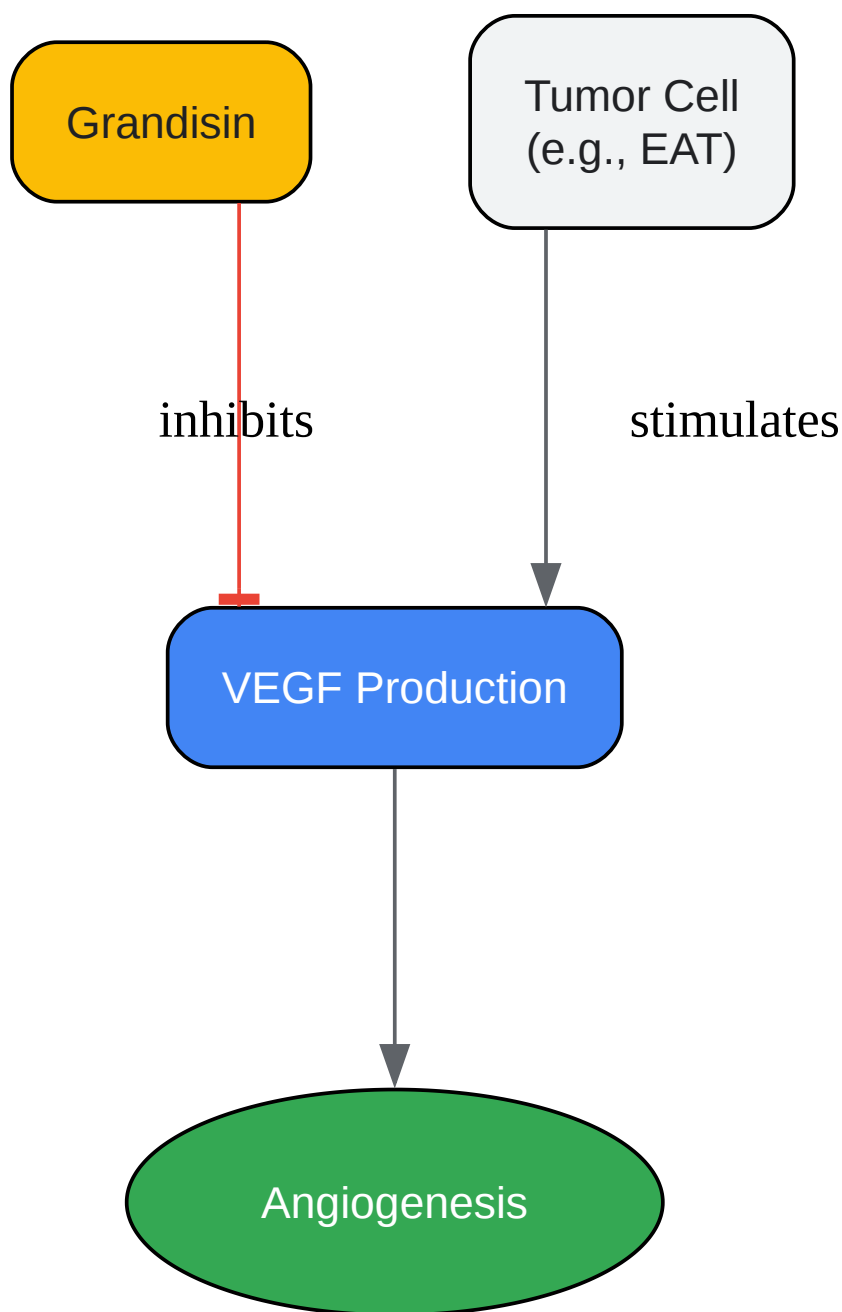 Grandisin
Tumor Cell
(e.g., EAT)
inhibits
stimulates
VEGF Production
Angiogenesis